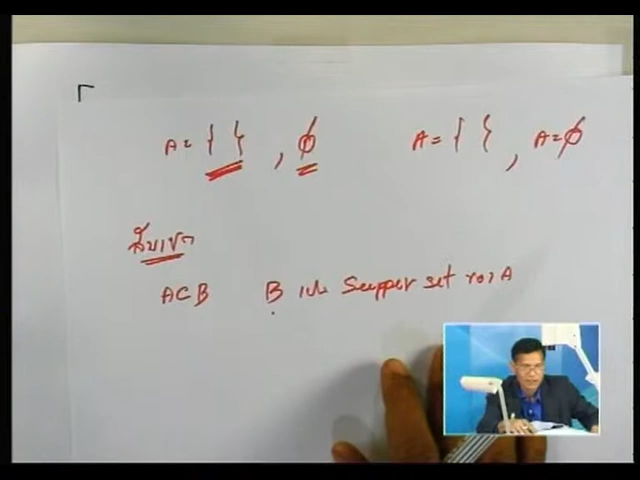 A = { } , ∅ A = { } , A = ∅
สับเซต
A⊂B B เป็น Supper set ของ A